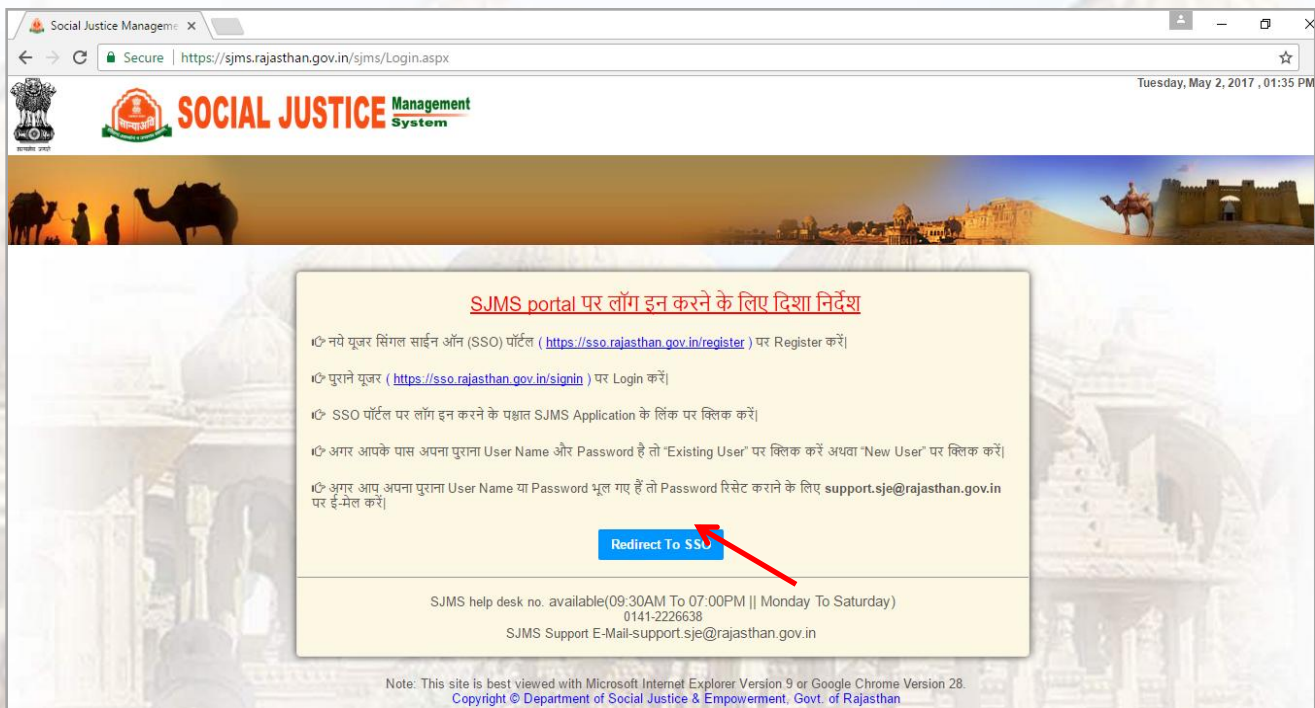 Social Justice Manageme
Secure | https://sjms.rajasthan.gov.in/sjms/Login.aspx
Tuesday, May 2, 2017 , 01:35 PM
SOCIAL JUSTICE Management System
सत्यमेव जयते
SJMS portal पर लॉग इन करने के लिए दिशा निर्देश
नये यूजर सिंगल साईन ऑन (SSO) पॉर्टल ( https://sso.rajasthan.gov.in/register ) पर Register करें|
पुराने यूजर ( https://sso.rajasthan.gov.in/signin ) पर Login करें|
SSO पॉर्टल पर लॉग इन करने के पश्चात SJMS Application के लिंक पर क्लिक करें|
अगर आपके पास अपना पुराना User Name और Password है तो "Existing User" पर क्लिक करें अथवा "New User" पर क्लिक करें|
अगर आप अपना पुराना User Name या Password भूल गए हैं तो Password रिसेट कराने के लिए support.sje@rajasthan.gov.in
पर ई-मेल करें|
Redirect To SSO
SJMS help desk no. available(09:30AM To 07:00PM || Monday To Saturday)
0141-2226638
SJMS Support E-Mail-support.sje@rajasthan.gov.in
Note: This site is best viewed with Microsoft Internet Explorer Version 9 or Google Chrome Version 28.
Copyright © Department of Social Justice & Empowerment, Govt. of Rajasthan